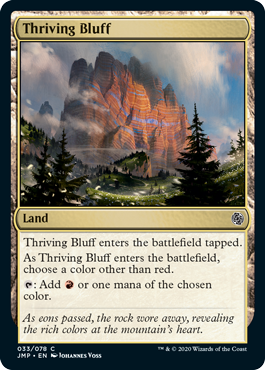 Thriving Bluff
Land
Thriving Bluff enters the battlefield tapped.
As Thriving Bluff enters the battlefield,
choose a color other than red.
: Add or one mana of the chosen
color.
As eons passed, the rock wore away, revealing
the rich colors at the mountain's heart.
033/078 C
JMP • EN Johannes Voss
™ & © 2020 Wizards of the Coast